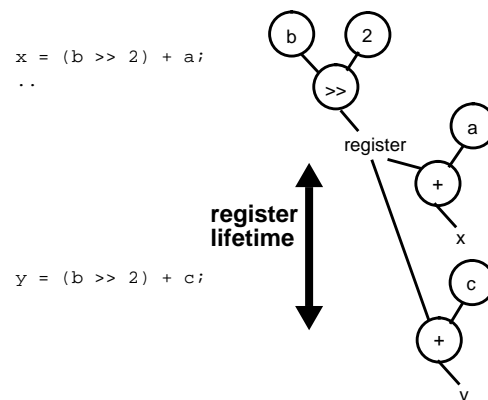 x = (b >> 2) + a;
..
y = (b >> 2) + c;
b
2
>>
register
a
+
x
register
lifetime
c
+
y